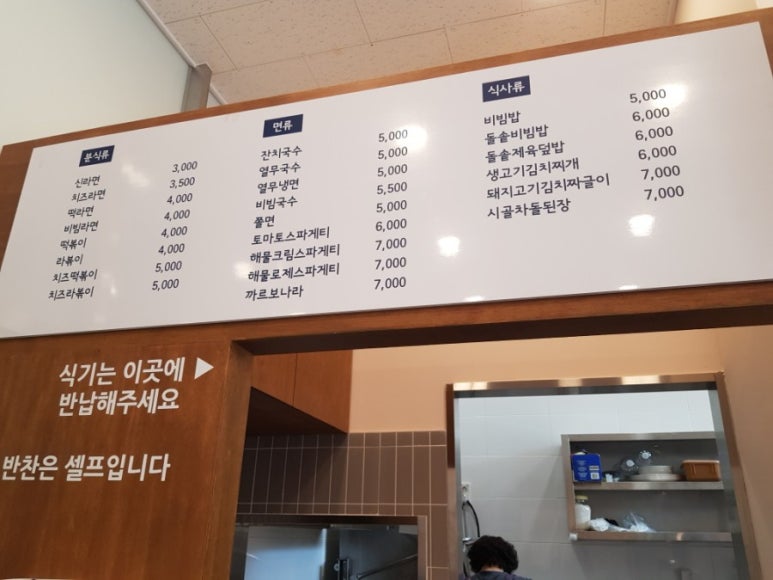 분식류
신라면 3,000
치즈라면 3,500
떡라면 4,000
비빔라면 4,000
떡볶이 4,000
라볶이 4,000
치즈떡볶이 5,000
치즈라볶이 5,000
면류
잔치국수 5,000
열무국수 5,000
열무냉면 5,000
비빔국수 5,500
쫄면 5,000
토마토스파게티 6,000
해물크림스파게티 7,000
해물로제스파게티 7,000
까르보나라 7,000
식사류
비빔밥 5,000
돌솥비빔밥 6,000
돌솥제육덮밥 6,000
생고기김치찌개 6,000
돼지고기김치짜글이 7,000
시골차돌된장 7,000
식기는 이곳에 ▶
반납해주세요
반찬은 셀프입니다